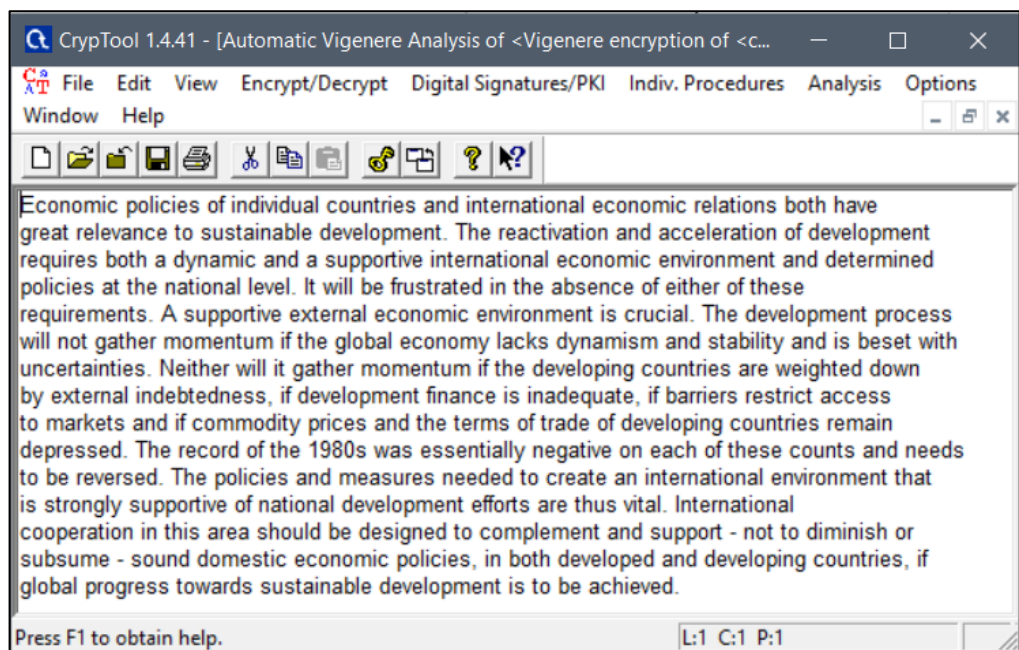 CrypTool 1.4.41 - [Automatic Vigenere Analysis of <Vigenere encryption of <c...
File Edit View Encrypt/Decrypt Digital Signatures/PKI Indiv. Procedures Analysis Options
Window Help
Economic policies of individual countries and international economic relations both have
great relevance to sustainable development. The reactivation and acceleration of development
requires both a dynamic and a supportive international economic environment and determined
policies at the national level. It will be frustrated in the absence of either of these
requirements. A supportive external economic environment is crucial. The development process
will not gather momentum if the global economy lacks dynamism and stability and is beset with
uncertainties. Neither will it gather momentum if the developing countries are weighted down
by external indebtedness, if development finance is inadequate, if barriers restrict access
to markets and if commodity prices and the terms of trade of developing countries remain
depressed. The record of the 1980s was essentially negative on each of these counts and needs
to be reversed. The policies and measures needed to create an international environment that
is strongly supportive of national development efforts are thus vital. International
cooperation in this area should be designed to complement and support - not to diminish or
subsume - sound domestic economic policies, in both developed and developing countries, if
global progress towards sustainable development is to be achieved.
Press F1 to obtain help. L:1 C:1 P:1